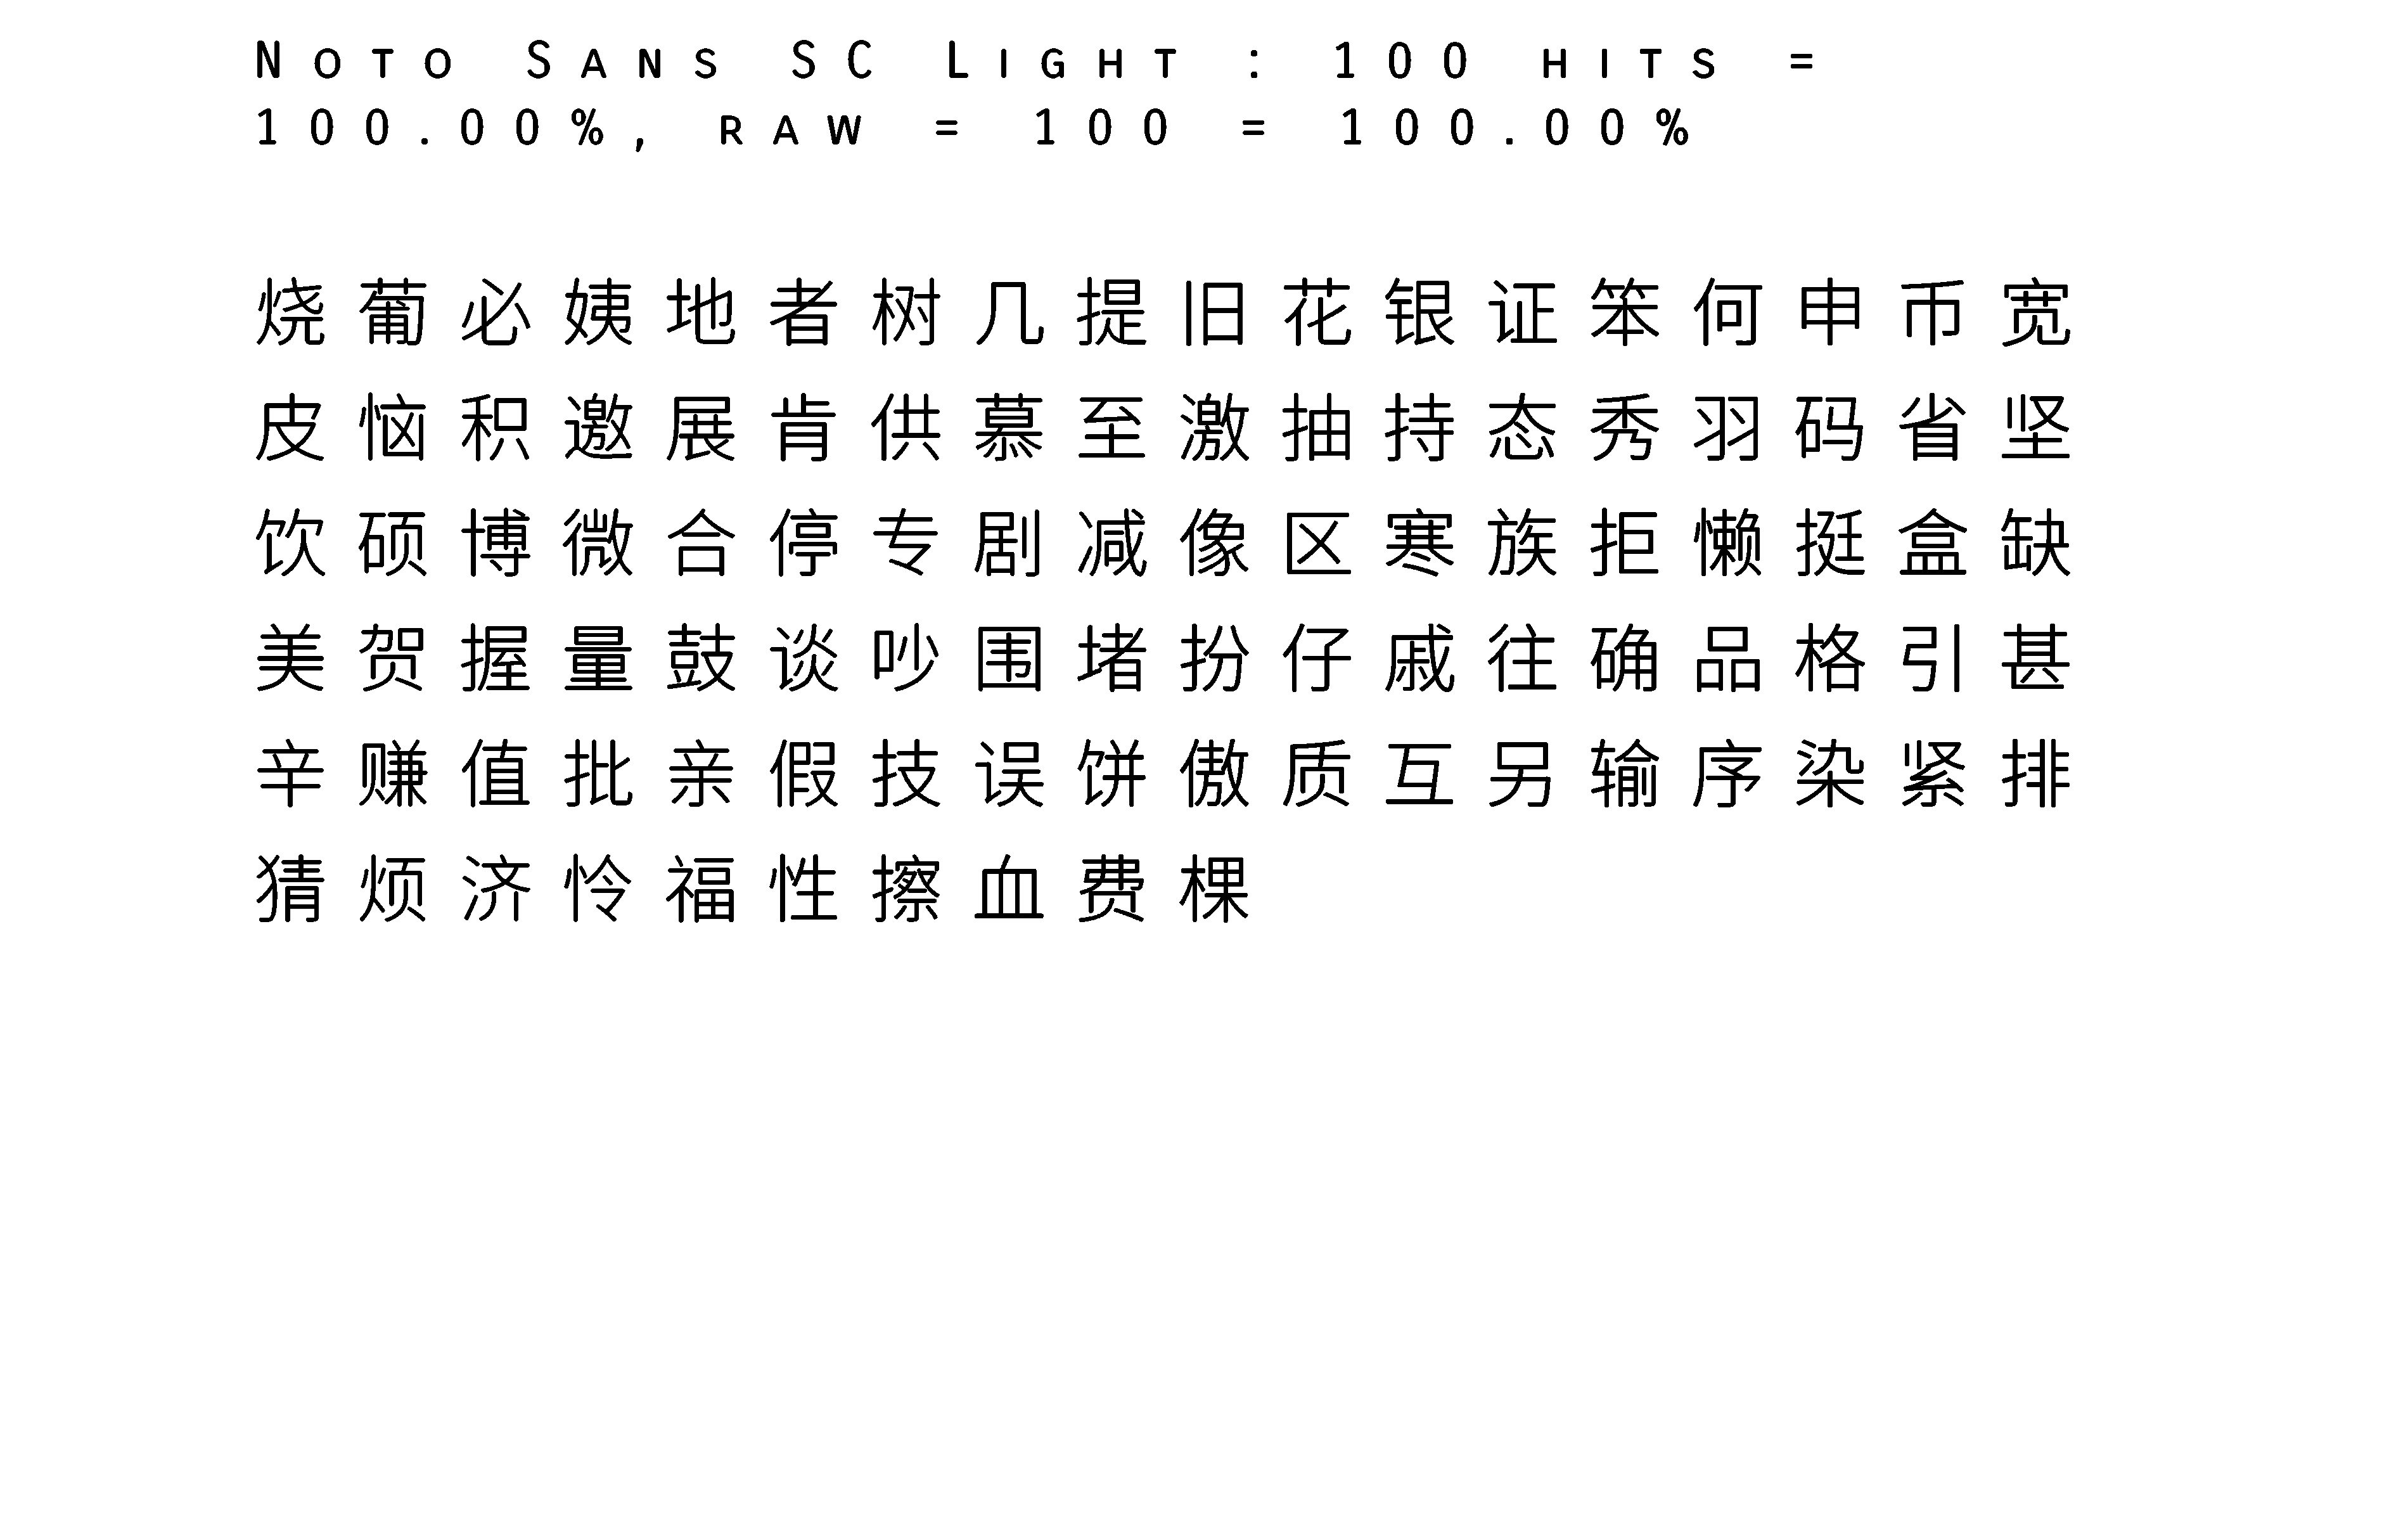 Noto Sans SC Light : 100 hits =
100.00%, raw = 100 = 100.00%
烧葡必姨地者树几提旧花银证笨何申币宽
皮恼积邀展肯供慕至激抽持态秀羽码省坚
饮硕博微合停专剧减像区寒族拒懒挺盒缺
美贺握量鼓谈吵围堵扮仔戚往确品格引甚
辛赚值批亲假技误饼傲质互另输序染紧排
猜烦济怜福性擦血费棵